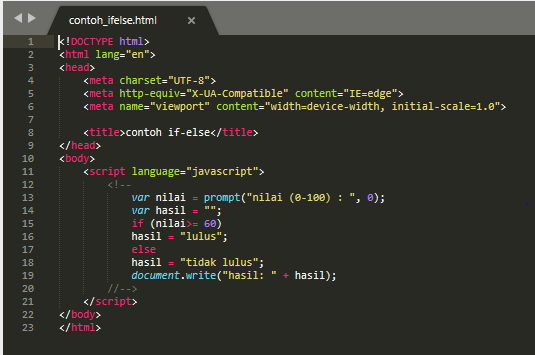 contoh_ifelse.html ×
1 <!DOCTYPE html>
2 <html lang="en">
3 <head>
4 <meta charset="UTF-8">
5 <meta http-equiv="X-UA-Compatible" content="IE=edge">
6 <meta name="viewport" content="width=device-width, initial-scale=1.0">
7
8 <title>contoh if-else</title>
9 </head>
10 <body>
11 <script language="javascript">
12 <!--
13 var nilai = prompt("nilai (0-100) : ", 0);
14 var hasil = "";
15 if (nilai>= 60)
16 hasil = "lulus";
17 else
18 hasil = "tidak lulus";
19 document.write("hasil: " + hasil);
20 //-->
21 </script>
22 </body>
23 </html>